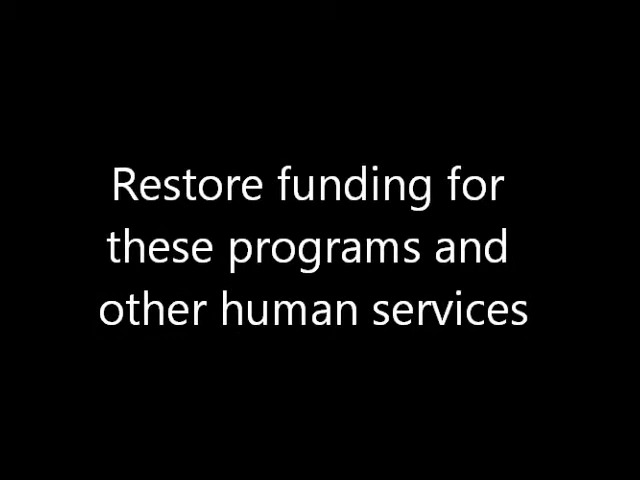 Restore funding for
these programs and
other human services